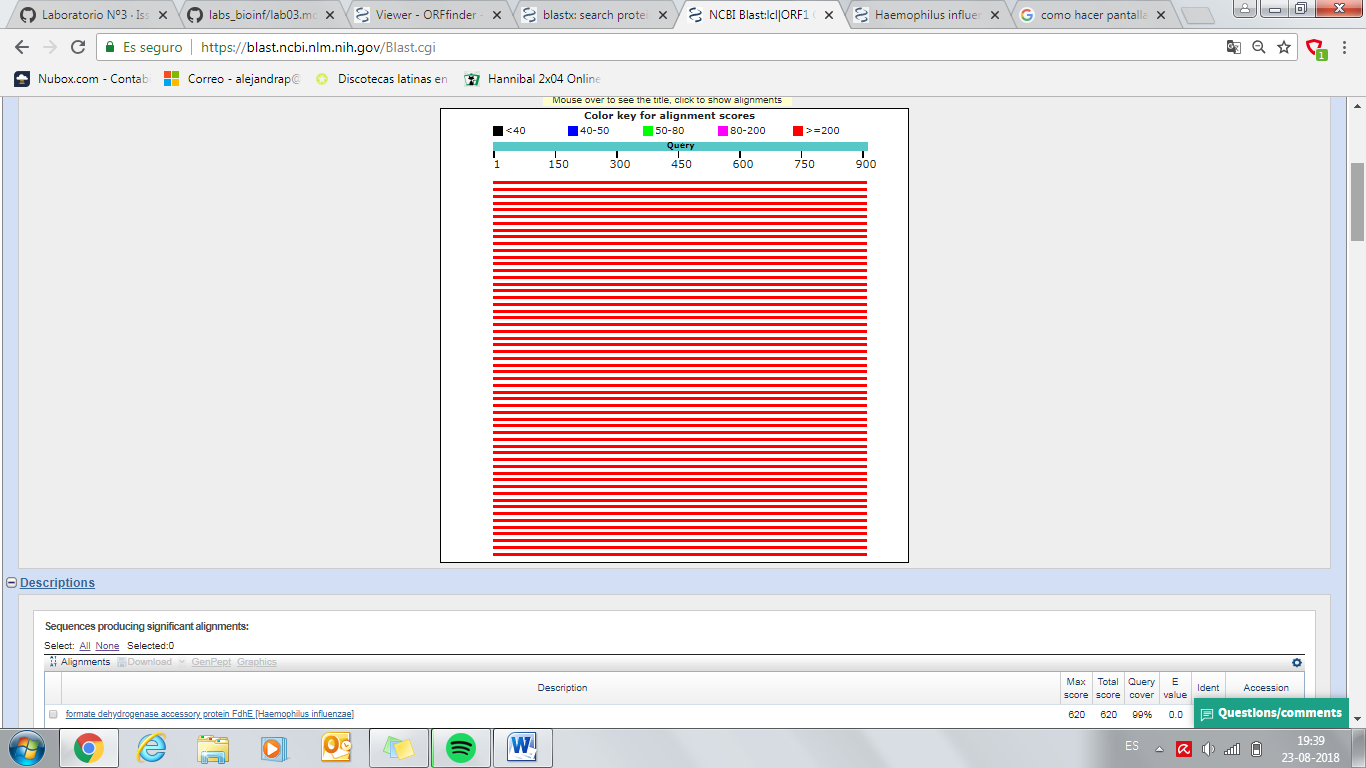 Laboratorio Nº3 · Iss
labs_bioinf/lab03.mc
Viewer - ORFfinder -
blastx: search protei
NCBI Blast:lcl|ORF1
Haemophilus influen
como hacer pantalla
Es seguro
https://blast.ncbi.nlm.nih.gov/Blast.cgi
1
Nubox.com - Contab
Correo - alejandrap@
Discotecas latinas en
Hannibal 2x04 Online
Mouse over to see the title, click to show alignments
Color key for alignment scores
<40 40-50 50-80 80-200 >=200
Query
1 150 300 450 600 750 900
Descriptions
Sequences producing significant alignments:
Select: All None Selected:0
Alignments Download GenPept Graphics
Description Max score Total score Query cover E value Ident Accession
formate dehydrogenase accessory protein FdhE [Haemophilus influenzae] 620 620 99% 0.0
Questions/comments
ES
19:39
23-08-2018